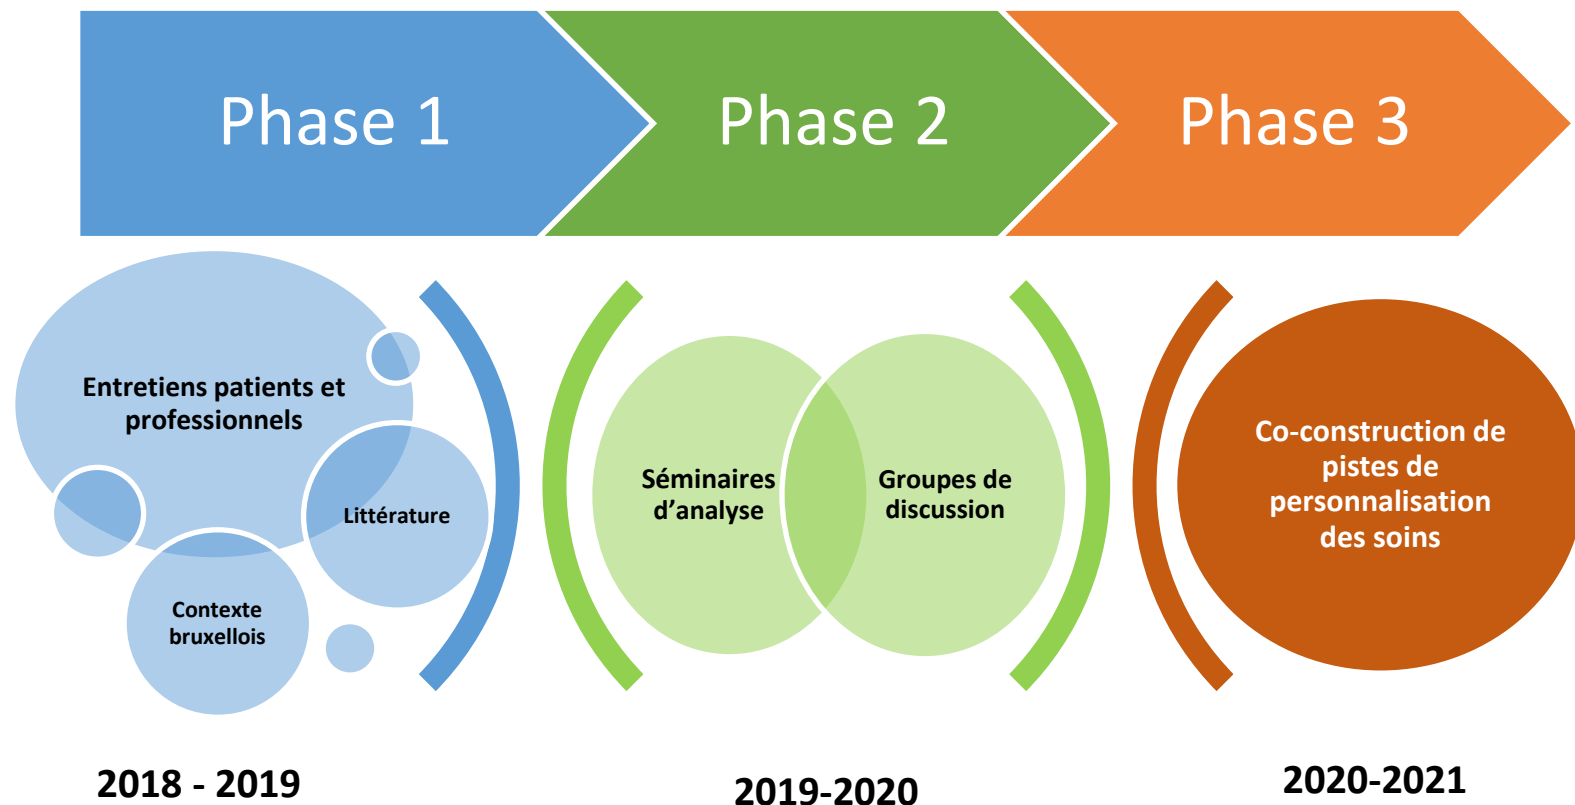 Phase 1
Phase 2
Phase 3
Entretiens patients et
professionnels
Littérature
Contexte
bruxellois
Séminaires
d’analyse
Groupes de
discussion
Co-construction de
pistes de
personnalisation
des soins
2018 - 2019
2019-2020
2020-2021